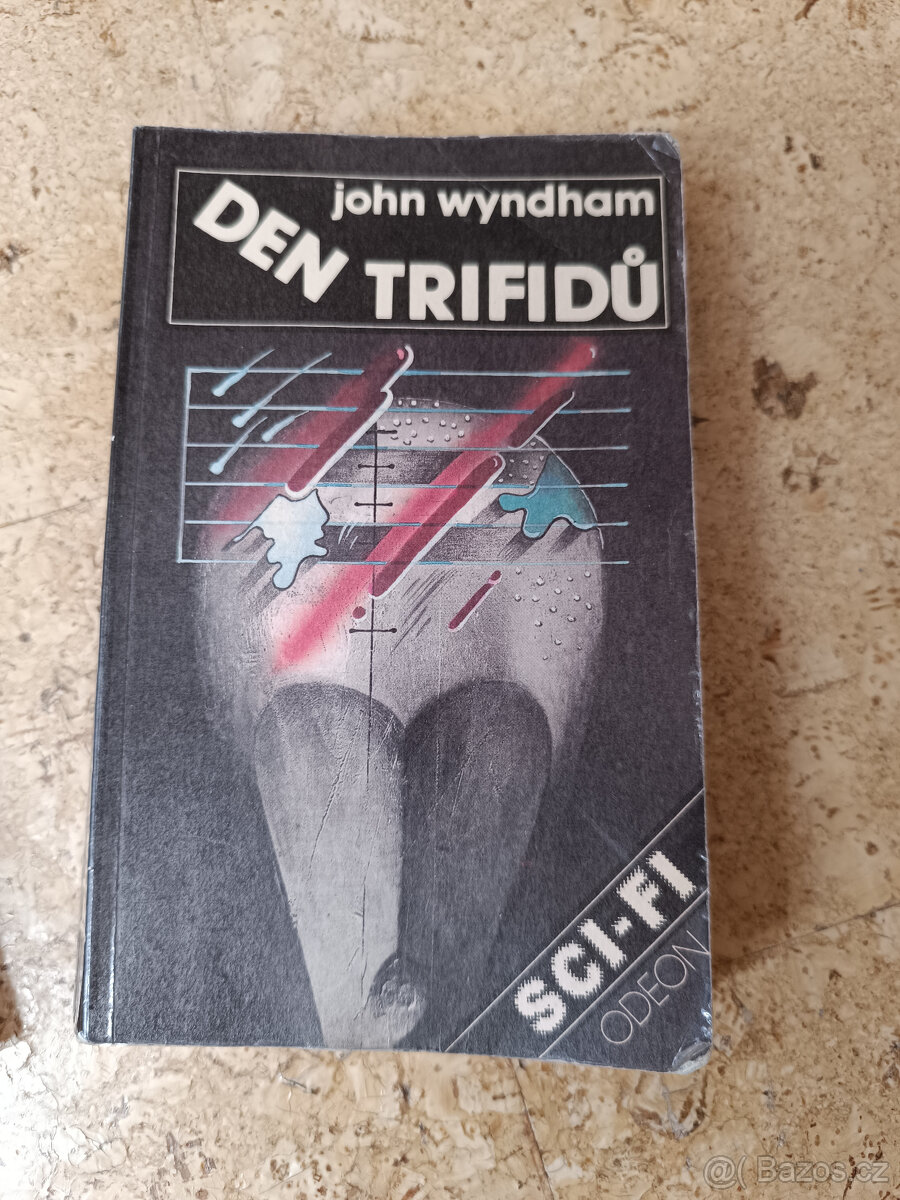 john wyndham
DEN TRIFIDŮ
SCI-FI
ODEON
@( Bazos.cz